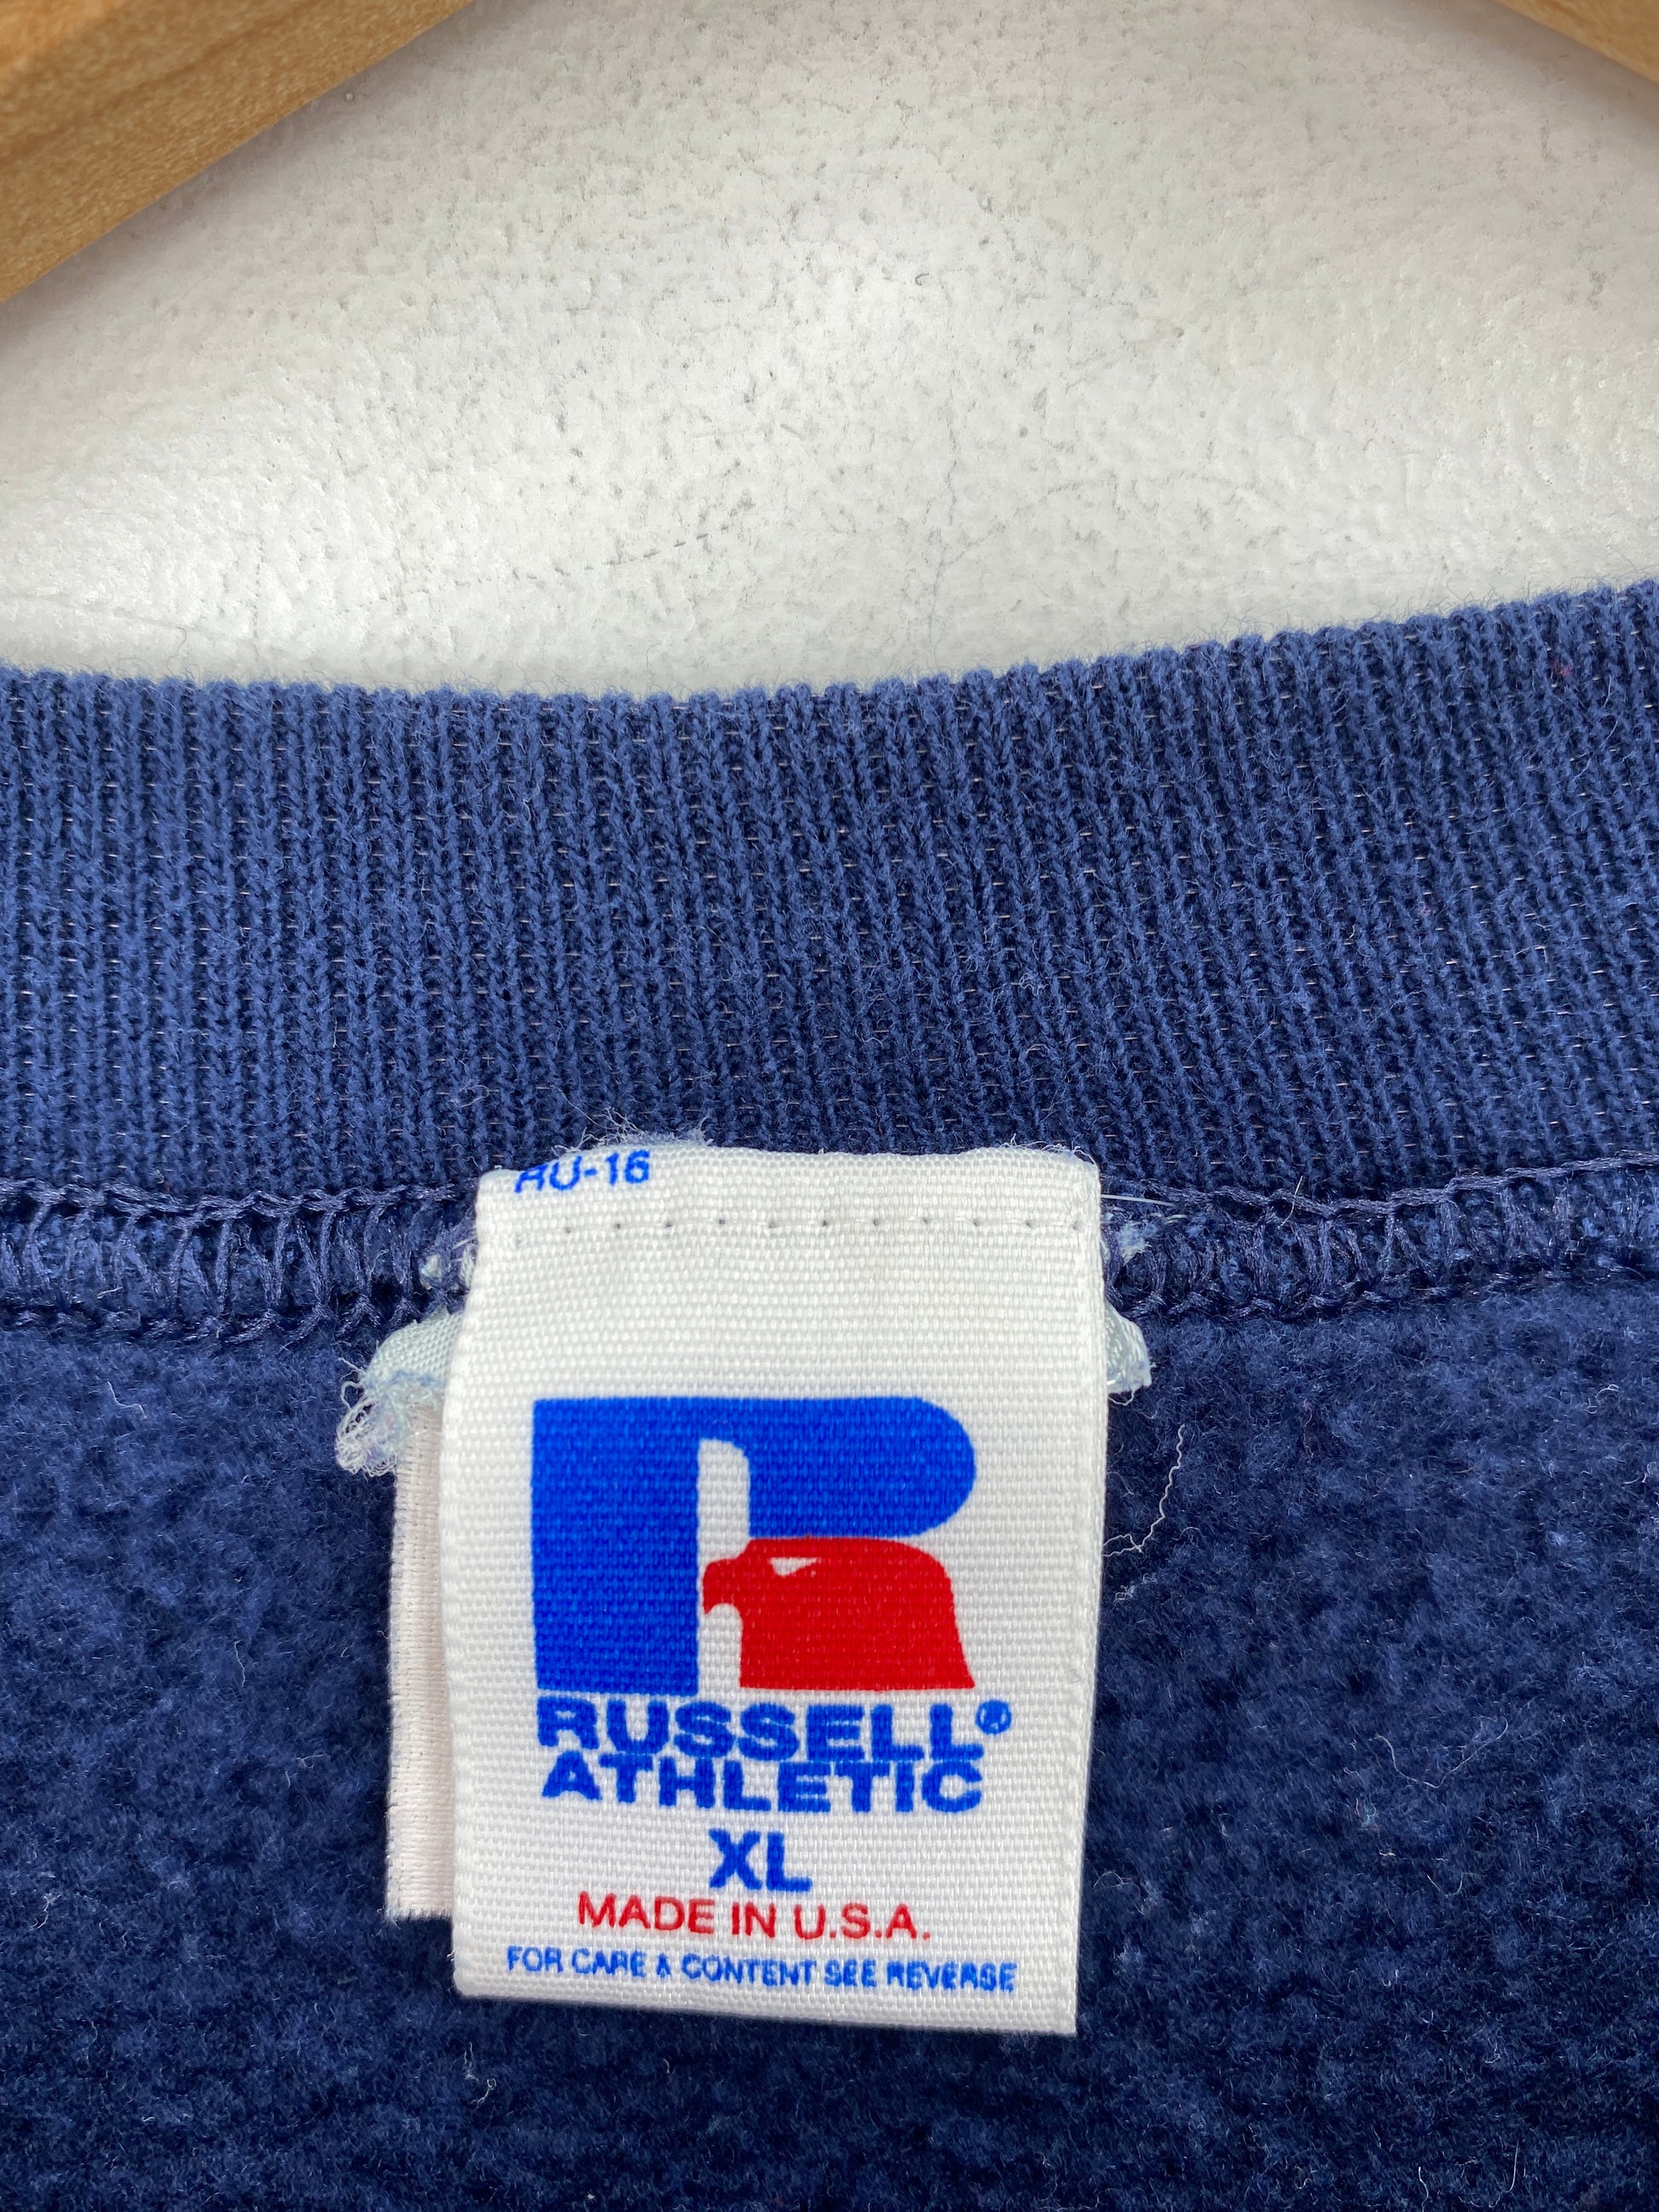 RU-16
RUSSELL®
ATHLETIC
XL
MADE IN U.S.A.
FOR CARE & CONTENT SEE REVERSE